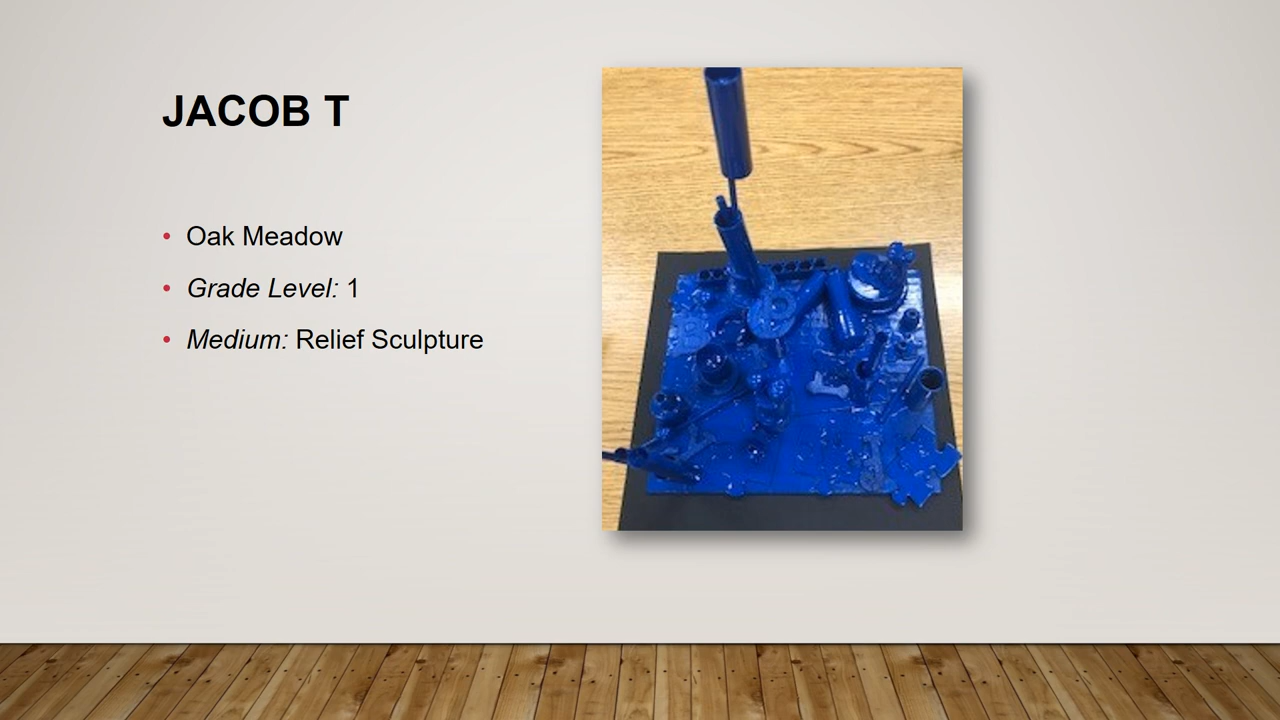 JACOB T
• Oak Meadow
• Grade Level: 1
• Medium: Relief Sculpture